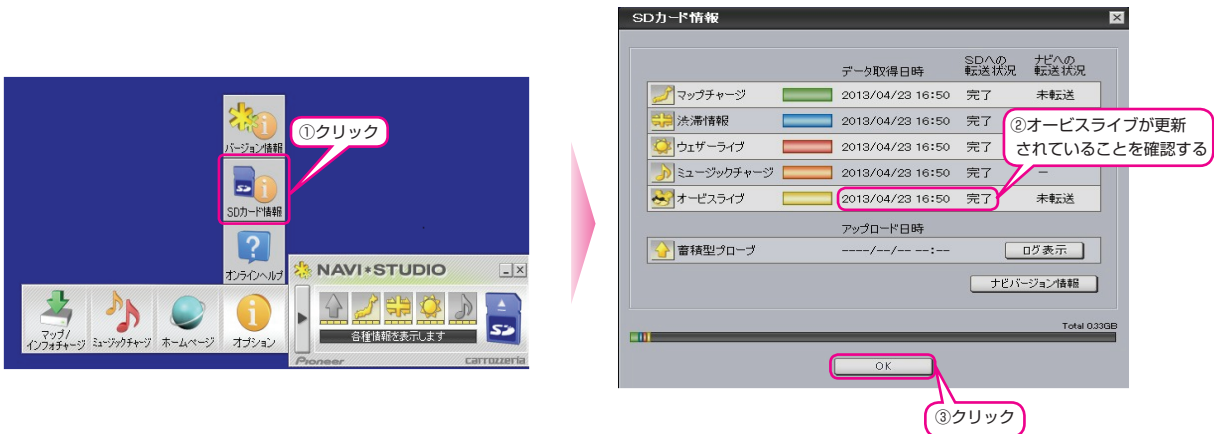 ①クリック
バージョン情報
SDカード情報
オンラインヘルプ
マップ/
インフォチャージ
ミュージックチャージ
ホームページ
オプション
NAVI*STUDIO
各種情報を表示します
Pioneer
carrozzeria
SDカード情報
データ取得日時
SDへの
転送状況
ナビへの
転送状況
マップチャージ 2013/04/23 16:50 完了 未転送
渋滞情報 2013/04/23 16:50 完了
ウェザーライブ 2013/04/23 16:50 完了
ミュージックチャージ 2013/04/23 16:50 完了 －
オービスライブ 2013/04/23 16:50 完了 未転送
②オービスライブが更新
されていることを確認する
アップロード日時
蓄積型プローブ ----/--/-- --:-- ログ表示
ナビバージョン情報
Total 0.33GB
OK
③クリック